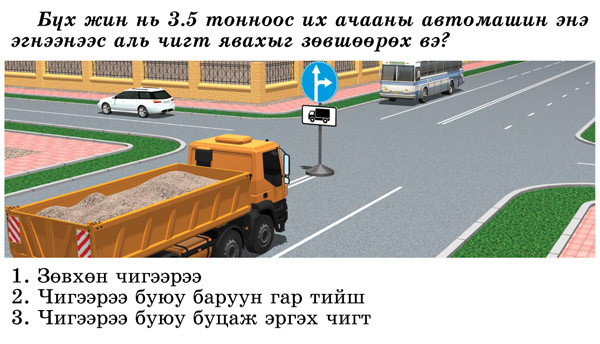 Бүх жин нь 3.5 тонноос их ачааны автомашин энэ
эгнээнээс аль чигт явахыг зөвшөөрөх вэ?
1. Зөвхөн чигээрээ
2. Чигээрээ буюу баруун гар тийш
3. Чигээрээ буюу буцаж эргэх чигт